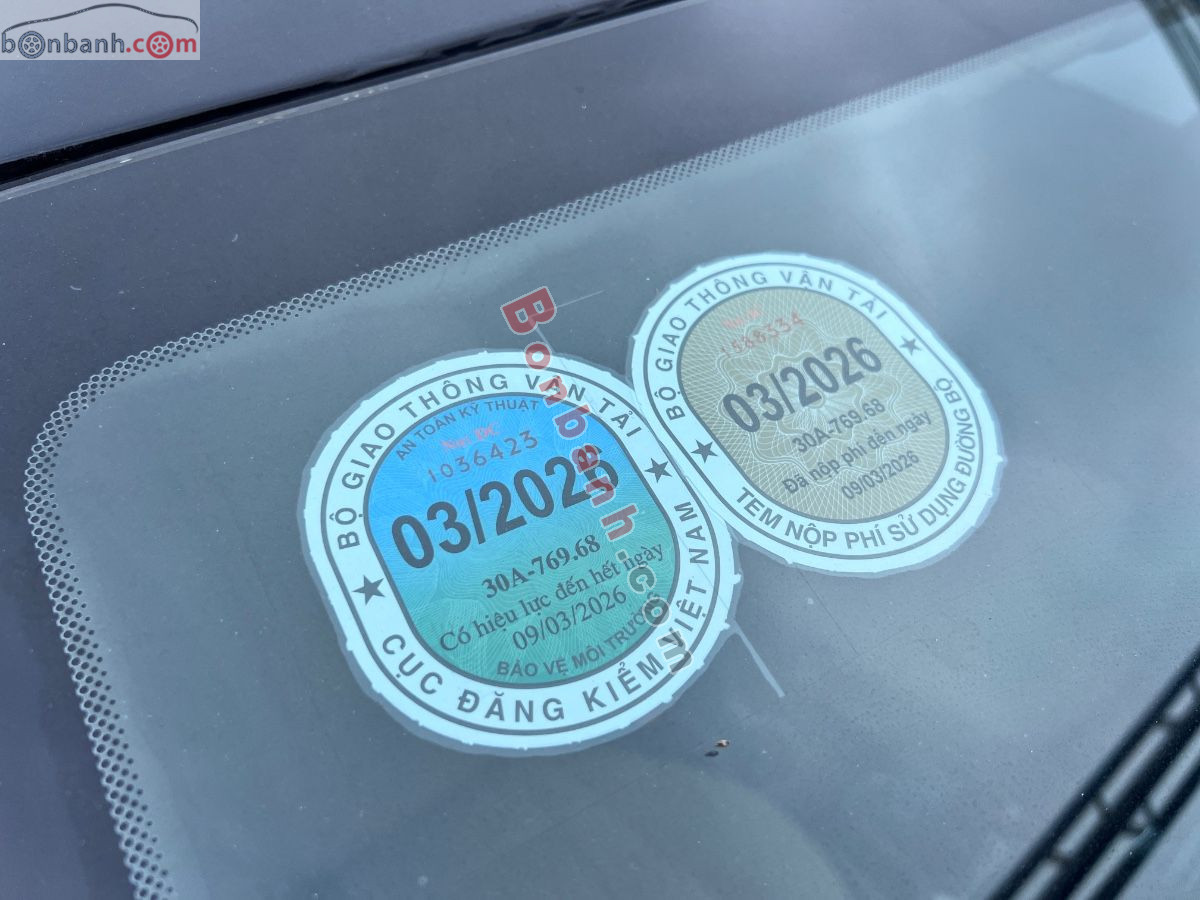 bonbanh.com
BỘ GIAO THÔNG VẬN TẢI
AN TOÀN KỸ THUẬT
1036423
03/2026
30A-769.68
Có hiệu lực đến hết ngày
09/03/2026
BẢO VỆ MÔI TRƯỜNG
CỤC ĐĂNG KIỂM VIỆT NAM
BỘ GIAO THÔNG VẬN TẢI
1588334
03/2026
30A-769.68
Đã nộp phí đến ngày
09/03/2026
TEM NỘP PHÍ SỬ DỤNG ĐƯỜNG BỘ
Bonbanh.com